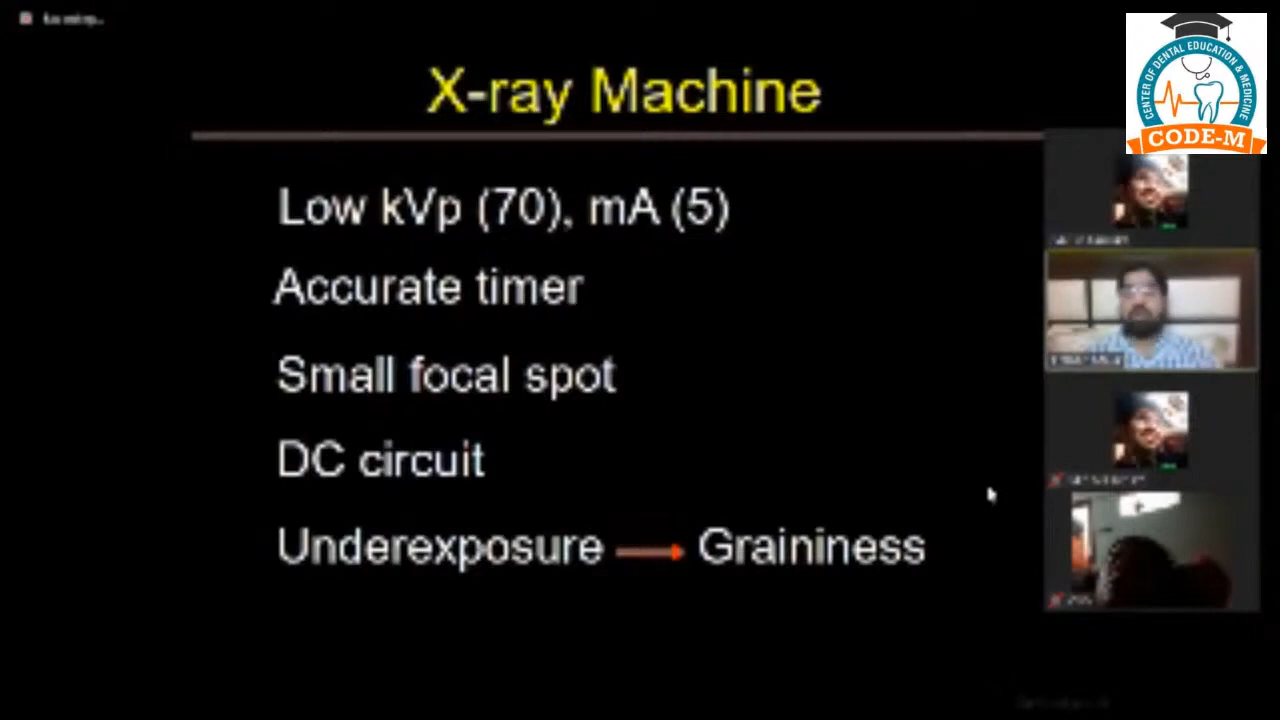 X-ray Machine
CENTER OF DENTAL EDUCATION & MEDICINE
CODE-M
Low kVp (70), mA (5)
Accurate timer
Small focal spot
DC circuit
Underexposure → Graininess